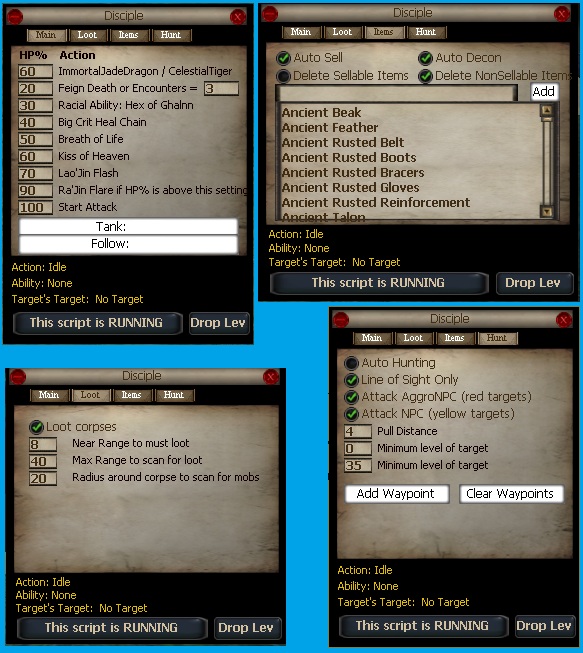 Disciple
Main Loot Items Hunt
HP% Action
60 ImmortalJadeDragon / CelestialTiger
20 Feign Death or Encounters = 3
30 Racial Ability: Hex of Ghalnn
40 Big Crit Heal Chain
50 Breath of Life
60 Kiss of Heaven
70 Lao'Jin Flash
90 Ra'Jin Flare if HP% is above this setting
100 Start Attack
Tank:
Follow:
Action: Idle
Ability: None
Target's Target: No Target
This script is RUNNING Drop Lev
Disciple
Main Loot Items Hunt
Auto Sell Auto Decon
Delete Sellable Items Delete NonSellable Items
Add
Ancient Beak
Ancient Feather
Ancient Rusted Belt
Ancient Rusted Boots
Ancient Rusted Bracers
Ancient Rusted Gloves
Ancient Rusted Reinforcement
Ancient Talon
Action: Idle
Ability: None
Target's Target: No Target
This script is RUNNING Drop Lev
Disciple
Main Loot Items Hunt
Loot corpses
8 Near Range to must loot
40 Max Range to scan for loot
20 Radius around corpse to scan for mobs
Action: Idle
Ability: None
Target's Target: No Target
This script is RUNNING Drop Lev
Disciple
Main Loot Items Hunt
Auto Hunting
Line of Sight Only
Attack AggroNPC (red targets)
Attack NPC (yellow targets)
4 Pull Distance
0 Minimum level of target
35 Minimum level of target
Add Waypoint Clear Waypoints
Action: Idle
Ability: None
Target's Target: No Target
This script is RUNNING Drop Lev